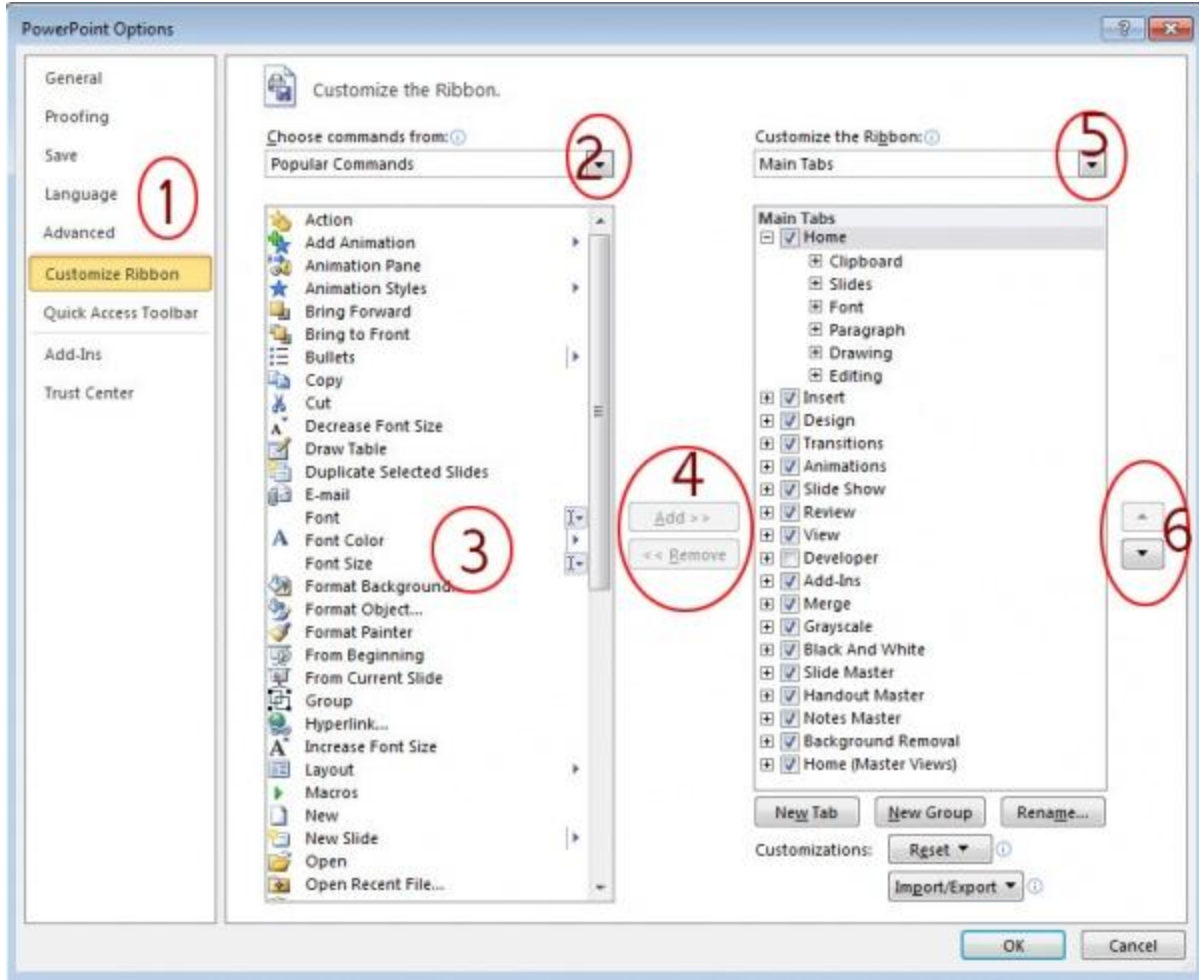 PowerPoint Options
General
Proofing
Save
Language
Advanced
Customize Ribbon
Quick Access Toolbar
Add-Ins
Trust Center
1
Customize the Ribbon.
Choose commands from:
Popular Commands
2
Action
Add Animation
Animation Pane
Animation Styles
Bring Forward
Bring to Front
Bullets
Copy
Cut
Decrease Font Size
Draw Table
Duplicate Selected Slides
E-mail
Font
Font Color
Font Size
Format Background...
Format Object...
Format Painter
From Beginning
From Current Slide
Group
Hyperlink...
Increase Font Size
Layout
Macros
New
New Slide
Open
Open Recent File...
3
4
Add >>
<< Remove
Customize the Ribbon:
Main Tabs
5
Main Tabs
Home
Clipboard
Slides
Font
Paragraph
Drawing
Editing
Insert
Design
Transitions
Animations
Slide Show
Review
View
Developer
Add-Ins
Merge
Grayscale
Black And White
Slide Master
Handout Master
Notes Master
Background Removal
Home (Master Views)
6
New Tab New Group Rename...
Customizations: Reset
Import/Export
OK Cancel